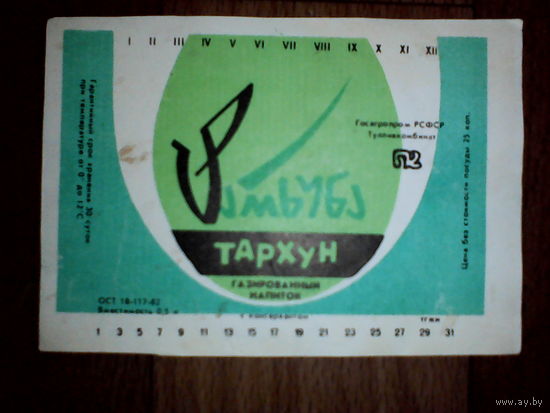 I II III IV V VI VII VIII IX X XI XII
Гарантийный срок хранения 30 суток
при температуре от 0° до 12°С
Госагропром РСФСР
Тулпивкомбинат
Цена без стоимости посуды 25 коп.
Фамбуба
ТАРХУН
ГАЗИРОВАННЫЙ
НАПИТОК
ОСТ 18-117-82
Вместимость 0,5 л
с консервантом
1 3 5 7 9 11 13 15 17 19 21 23 25 27 29 31
www.ay.by